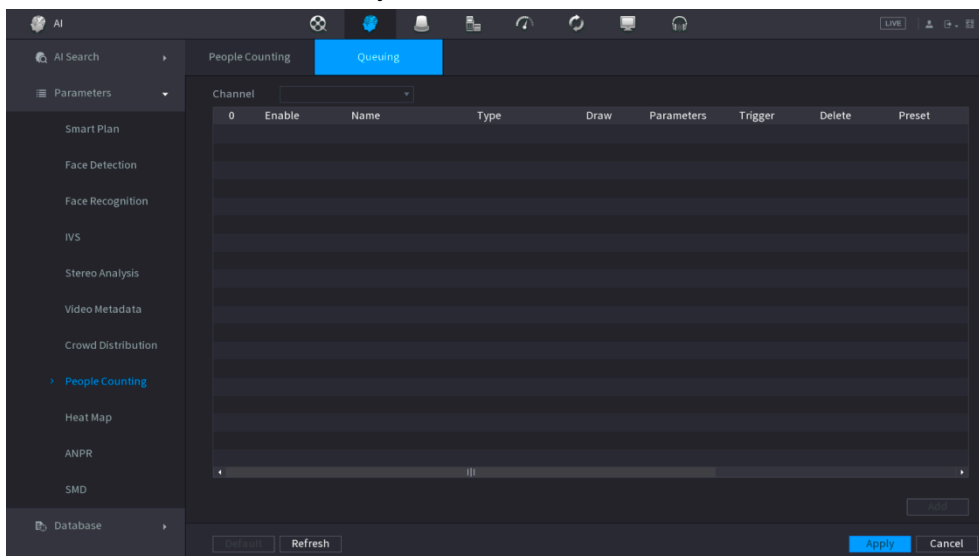 AI
LIVE
AI Search
People Counting
Queuing
Parameters
Channel
0 Enable Name Type Draw Parameters Trigger Delete Preset
Smart Plan
Face Detection
Face Recognition
IVS
Stereo Analysis
Video Metadata
Crowd Distribution
People Counting
Heat Map
ANPR
SMD
Add
Database
Default Refresh Apply Cancel